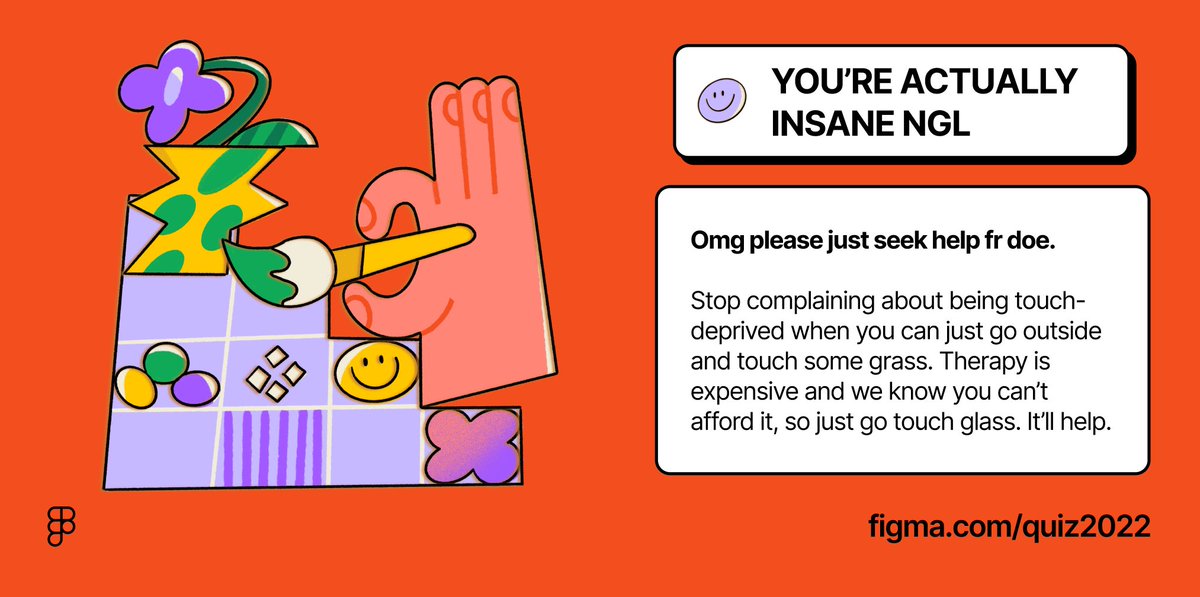 YOU’RE ACTUALLY
INSANE NGL
Omg please just seek help fr doe.
Stop complaining about being touch-
deprived when you can just go outside
and touch some grass. Therapy is
expensive and we know you can’t
afford it, so just go touch glass. It’ll help.
figma.com/quiz2022